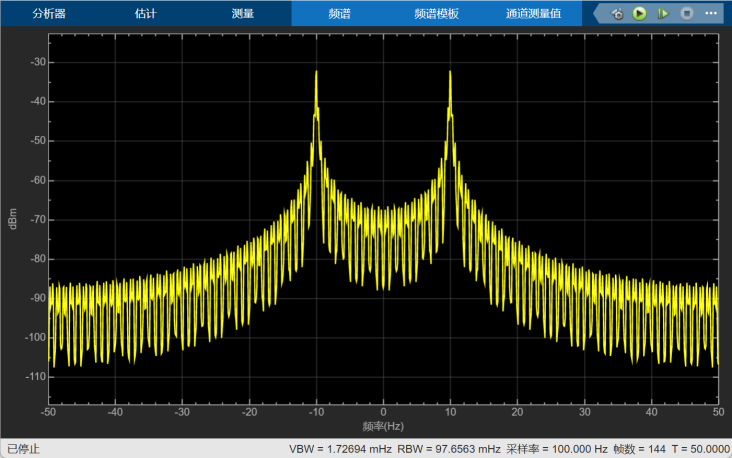 分析器 估计 测量 频谱 频谱模板 通道测量值
-30
-40
-50
-60
-70
-80
-90
-100
-110
dBm
-50 -40 -30 -20 -10 0 10 20 30 40 50
频率(Hz)
已停止 VBW = 1.72694 mHz RBW = 97.6563 mHz 采样率 = 100.000 Hz 帧数 = 144 T = 50.0000